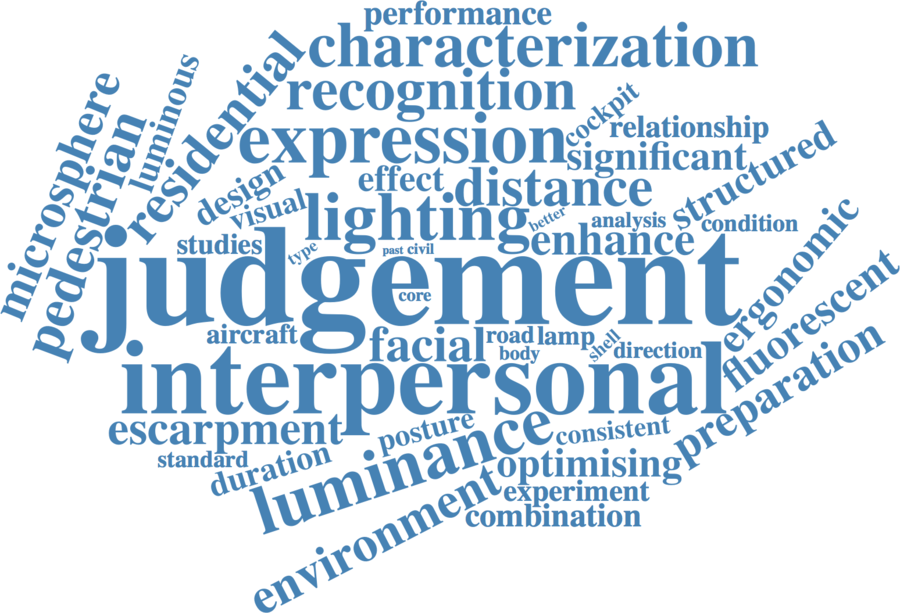 performance
characterization
recognition
residential
luminous
microsphere
pedestrian
expression
cockpit
relationship
significant
structured
design
visual
effect
distance
lighting
better
analysis
condition
studies
type
past
civil
enhance
ergonomic
judgement
core
aircraft
facial
road
lamp
body
shell
direction
fluorescent
interpersonal
preparation
escarpment
posture
consistent
standard
duration
luminance
optimising
environment
experiment
combination